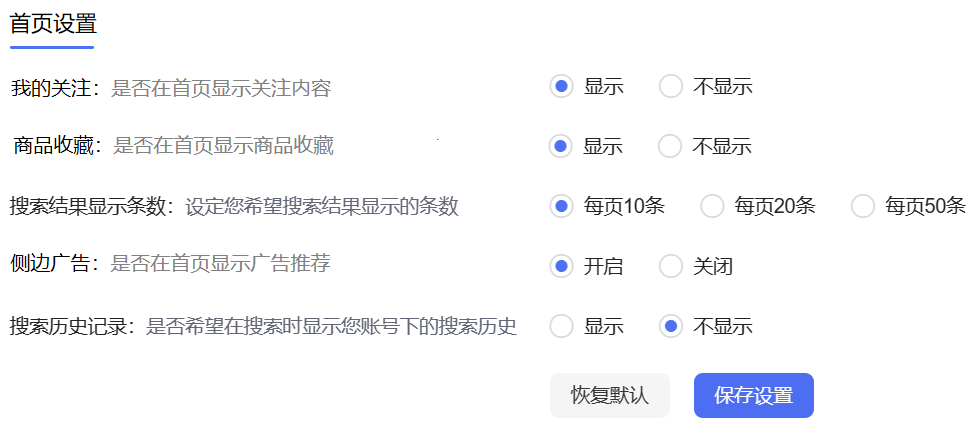 首页设置
我的关注：是否在首页显示关注内容 显示 不显示
商品收藏：是否在首页显示商品收藏 显示 不显示
搜索结果显示条数：设定您希望搜索结果显示的条数 每页10条 每页20条 每页50条
侧边广告：是否在首页显示广告推荐 开启 关闭
搜索历史记录：是否希望在搜索时显示您账号下的搜索历史 显示 不显示
恢复默认 保存设置